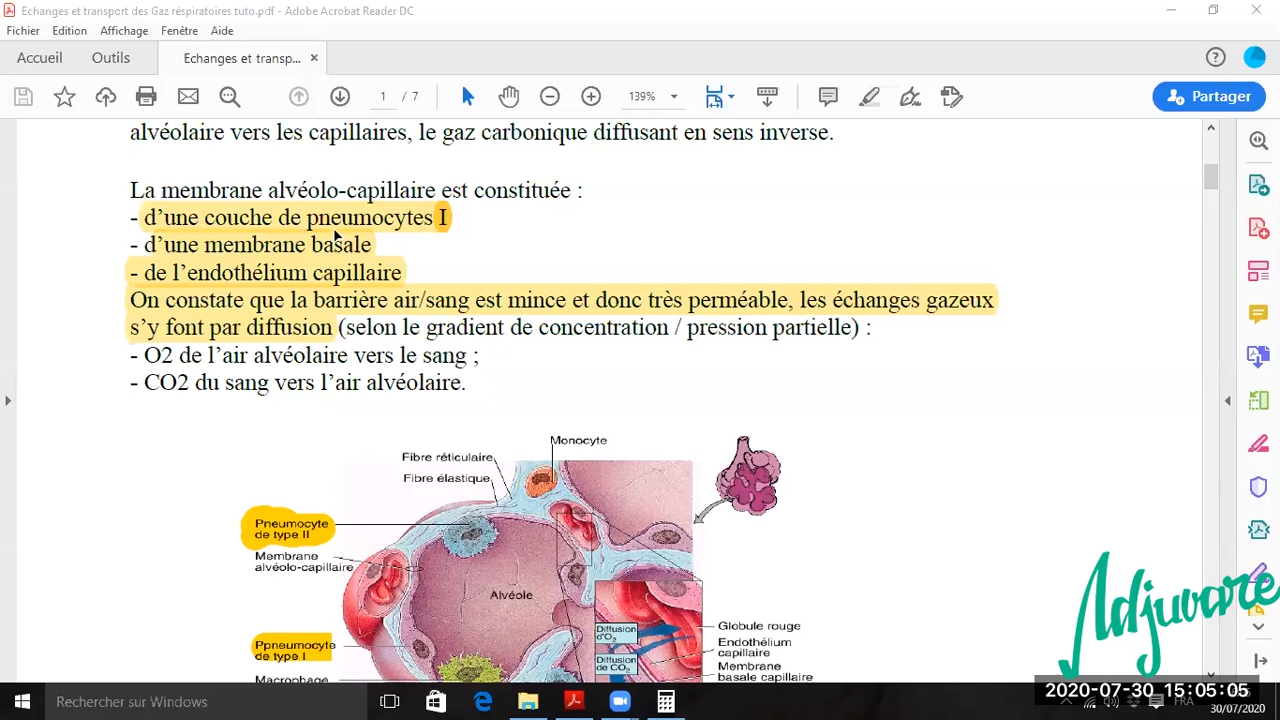 Echanges et transport des Gaz réspiratoires tuto.pdf - Adobe Acrobat Reader DC
Fichier Edition Affichage Fenêtre Aide
Accueil Outils Echanges et transp... ×
1 / 7 139% Partager
alvéolaire vers les capillaires, le gaz carbonique diffusant en sens inverse.
La membrane alvéolo-capillaire est constituée :
- d’une couche de pneumocytes I
- d’une membrane basale
- de l’endothélium capillaire
On constate que la barrière air/sang est mince et donc très perméable, les échanges gazeux
s’y font par diffusion (selon le gradient de concentration / pression partielle) :
- O2 de l’air alvéolaire vers le sang ;
- CO2 du sang vers l’air alvéolaire.
Monocyte
Fibre réticulaire
Fibre élastique
Pneumocyte
de type II
Membrane
alvéolo-capillaire
Alvéole
Diffusion
d'O2
Globule rouge
Ppneumocyte
de type I
Endothélium
capillaire
Diffusion
de CO2
Membrane
basale capillaire
Macrophage
Adjuvare
2020-07-30 15:05:05
Rechercher sur Windows
FRA
30/07/2020